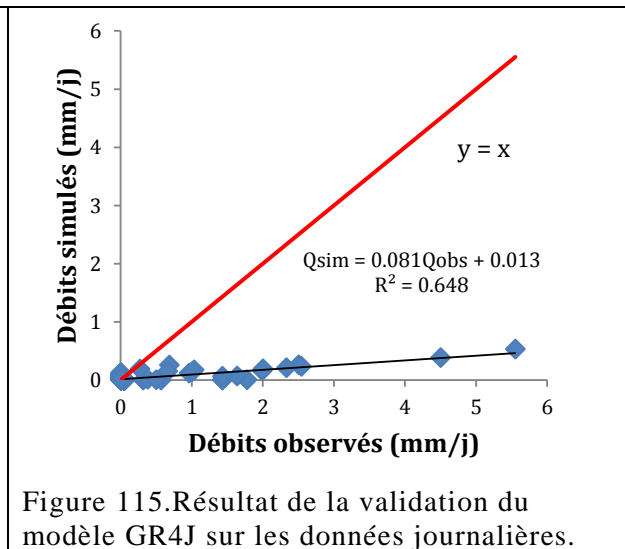 6
5
4
3
2
1
0
Débits simulés (mm/j)
y = x
Qsim = 0.081Qobs + 0.013
R² = 0.648
0 1 2 3 4 5 6
Débits observés (mm/j)
Figure 115.Résultat de la validation du
modèle GR4J sur les données journalières.